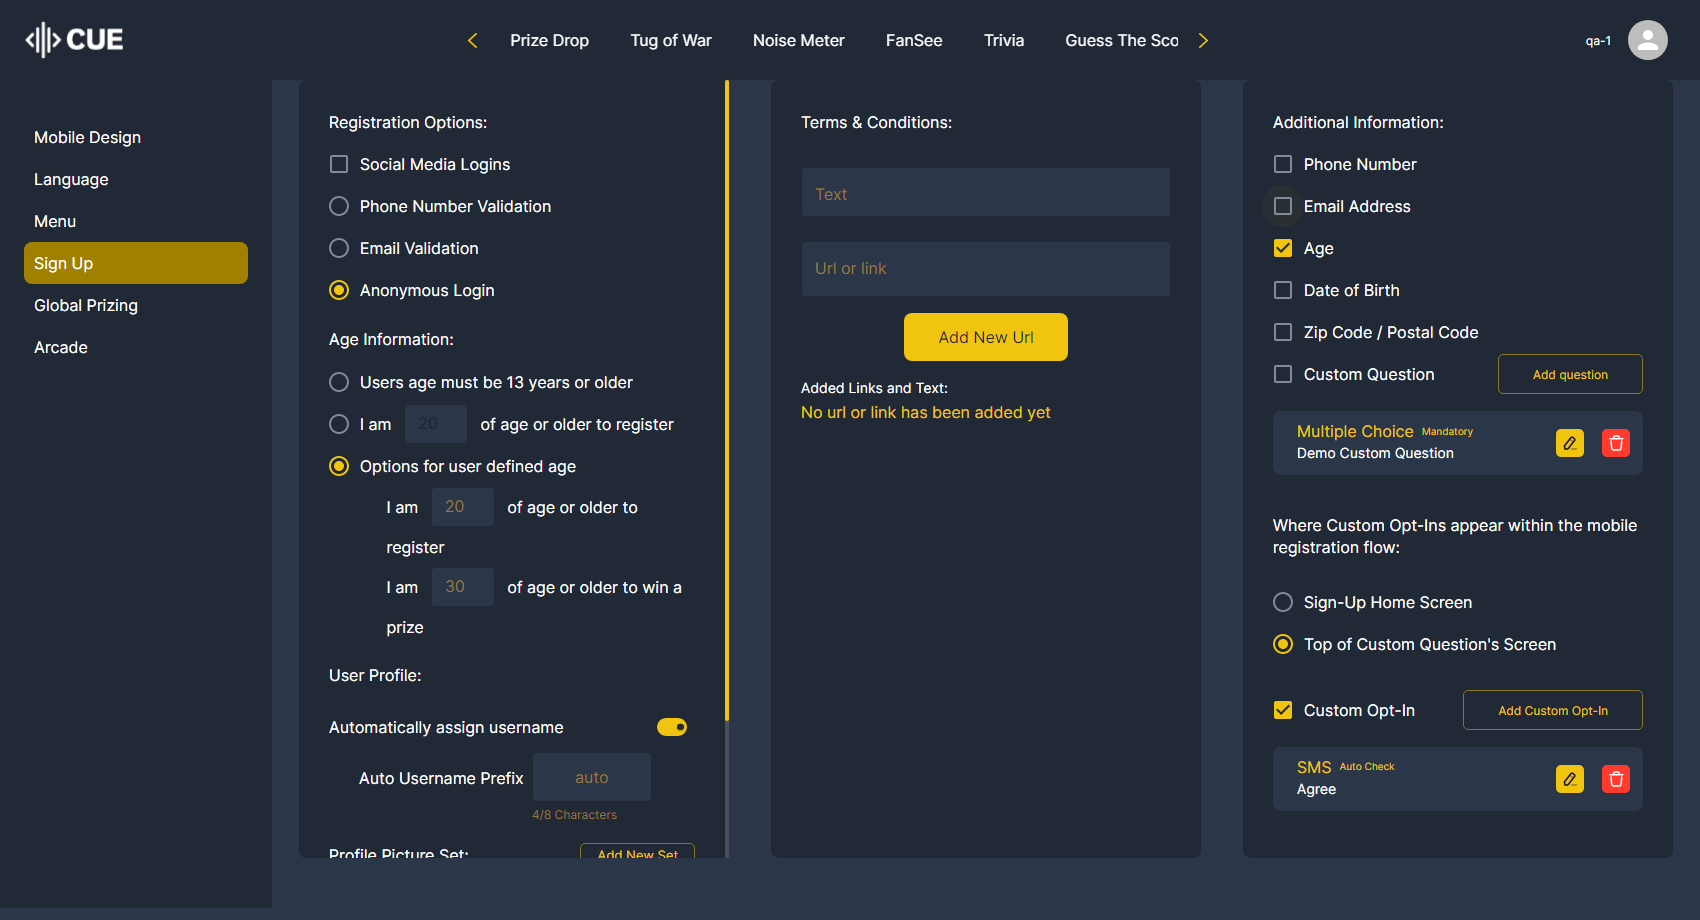 CUE
Prize Drop
Tug of War
Noise Meter
FanSee
Trivia
Guess The Sco
qa-1
Mobile Design
Language
Menu
Sign Up
Global Prizing
Arcade
Registration Options:
Social Media Logins
Phone Number Validation
Email Validation
Anonymous Login
Age Information:
Users age must be 13 years or older
I am 20 of age or older to register
Options for user defined age
I am 20 of age or older to
register
I am 30 of age or older to win a
prize
User Profile:
Automatically assign username
Auto Username Prefix auto
4/8 Characters
Profile Picture Set:
Add New Set
Terms & Conditions:
Text
Url or link
Add New Url
Added Links and Text:
No url or link has been added yet
Additional Information:
Phone Number
Email Address
Age
Date of Birth
Zip Code / Postal Code
Custom Question
Add question
Multiple Choice Mandatory
Demo Custom Question
Where Custom Opt-Ins appear within the mobile
registration flow:
Sign-Up Home Screen
Top of Custom Question's Screen
Custom Opt-In
Add Custom Opt-In
SMS Auto Check
Agree